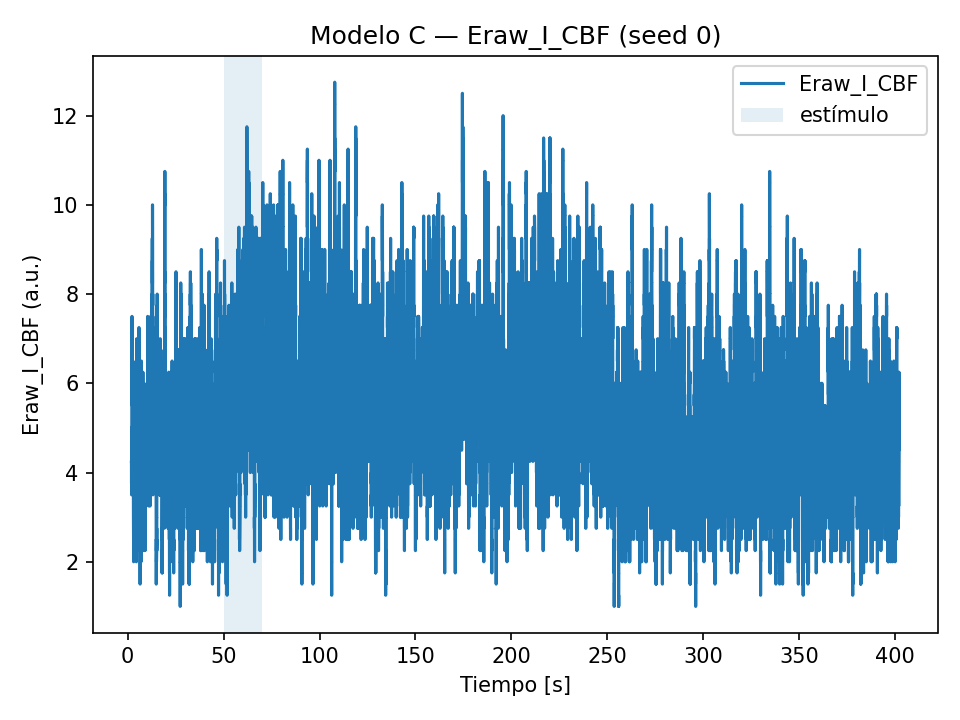 Modelo C — Eraw_I_CBF (seed 0)
Eraw_I_CBF
estímulo
12
10
8
6
4
2
Eraw_I_CBF (a.u.)
0 50 100 150 200 250 300 350 400
Tiempo [s]